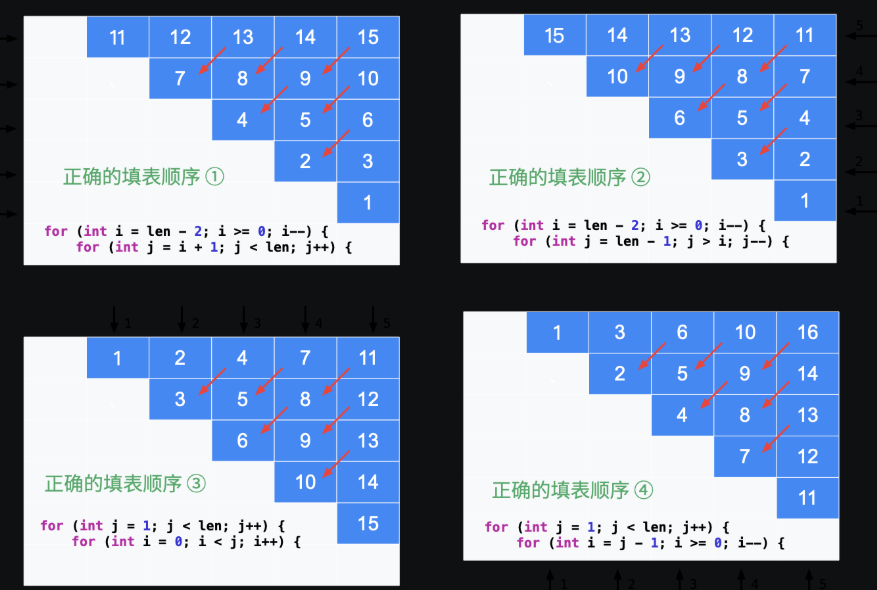 11 12 13 14 15
7 8 9 10
4 5 6
2 3
1
正确的填表顺序 ①
for (int i = len - 2; i >= 0; i--) {
for (int j = i + 1; j < len; j++) {
15 14 13 12 11
10 9 8 7
6 5 4
3 2
1
5
4
3
2
1
正确的填表顺序 ②
for (int i = len - 2; i >= 0; i--) {
for (int j = len - 1; j > i; j--) {
1 2 3 4 5
1 2 4 7 11
3 5 8 12
6 9 13
10 14
15
正确的填表顺序 ③
for (int j = 1; j < len; j++) {
for (int i = 0; i < j; i++) {
1 3 6 10 16
2 5 9 14
4 8 13
7 12
11
正确的填表顺序 ④
for (int j = 1; j < len; j++) {
for (int i = j - 1; i >= 0; i--) {
1 2 3 4 5